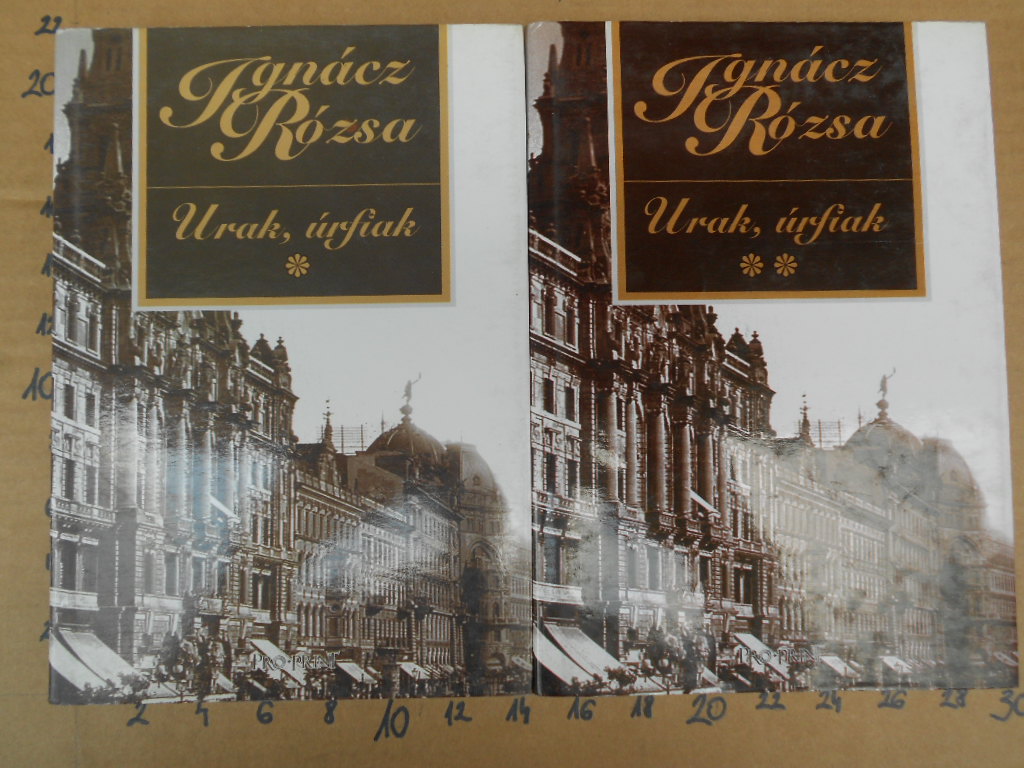 Ignácz
Rózsa
Urak, úrfiak
*
PRO-PRINT
Ignácz
Rózsa
Urak, úrfiak
**
PRO-PRINT
22
20
10
2 4 6 8 10 12 14 16 18 20 22 24 26 28 30